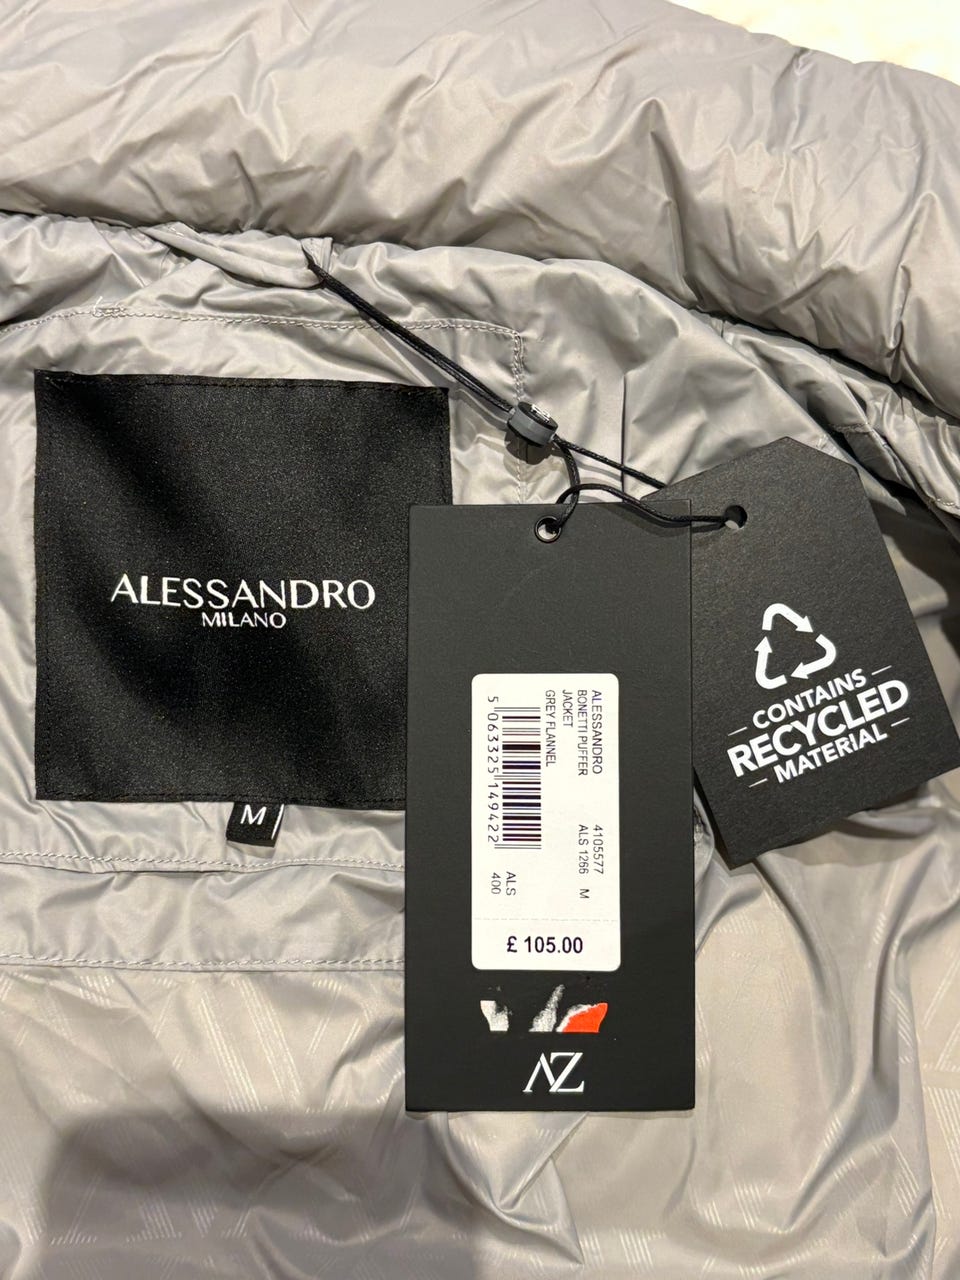 ALESSANDRO
MILANO
M
ALESSANDRO 4105577
BONETTI PUFFER ALS 1266 M
JACKET
GREY FLANNEL
5 063325 149422
ALS
400
£ 105.00
AZ
CONTAINS
RECYCLED
MATERIAL